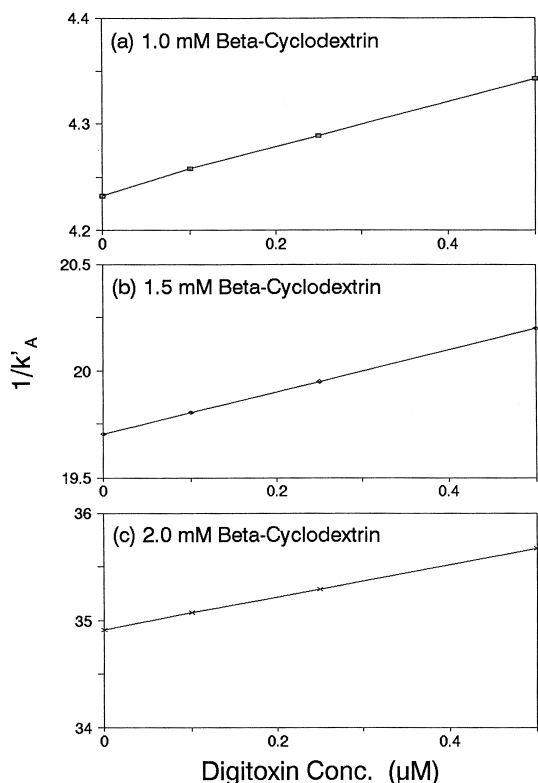 4.4
(a) 1.0 mM Beta-Cyclodextrin
4.3
4.2
0 0.2 0.4
20.5
(b) 1.5 mM Beta-Cyclodextrin
20
19.5
0 0.2 0.4
36
(c) 2.0 mM Beta-Cyclodextrin
35
34
0 0.2 0.4
1/k'A
Digitoxin Conc. (μM)